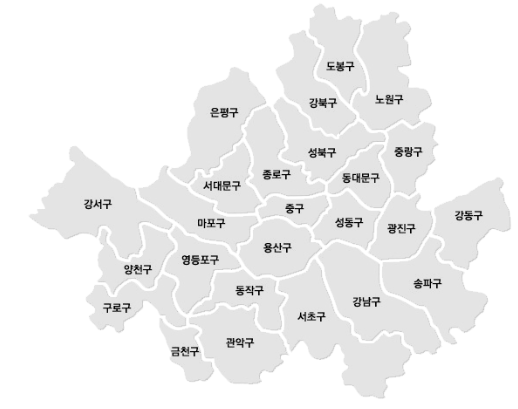 도봉구
노원구
강북구
은평구
성북구
중랑구
종로구
동대문구
서대문구
강서구
마포구
중구
성동구
광진구
강동구
용산구
양천구
영등포구
동작구
송파구
강남구
구로구
서초구
관악구
금천구